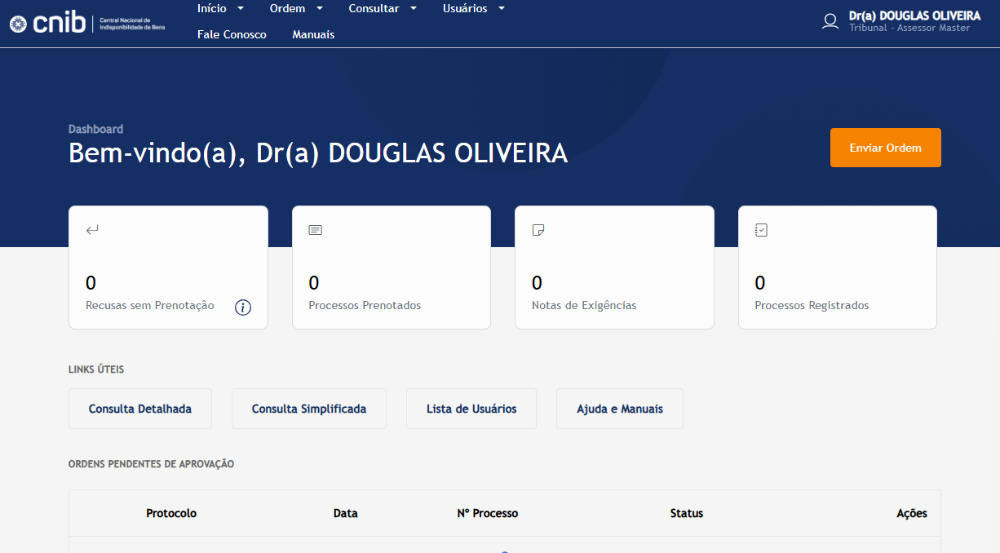 cnib
Central Nacional de
Indisponibilidade de Bens
Início Ordem Consultar Usuários
Fale Conosco Manuais
Dr(a) DOUGLAS OLIVEIRA
Tribunal - Assessor Master
Dashboard
Bem-vindo(a), Dr(a) DOUGLAS OLIVEIRA
Enviar Ordem
0
Recusas sem Prenotação
0
Processos Prenotados
0
Notas de Exigências
0
Processos Registrados
LINKS ÚTEIS
Consulta Detalhada
Consulta Simplificada
Lista de Usuários
Ajuda e Manuais
ORDENS PENDENTES DE APROVAÇÃO
Protocolo Data Nº Processo Status Ações